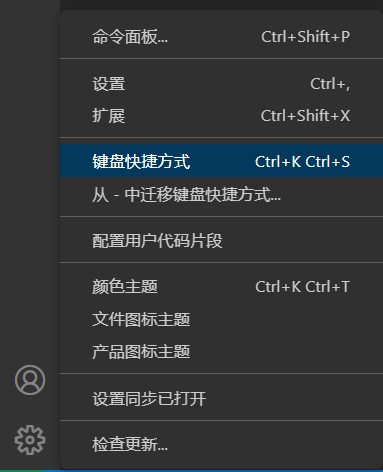 命令面板... Ctrl+Shift+P
设置 Ctrl+,
扩展 Ctrl+Shift+X
键盘快捷方式 Ctrl+K Ctrl+S
从 - 中迁移键盘快捷方式...
配置用户代码片段
颜色主题 Ctrl+K Ctrl+T
文件图标主题
产品图标主题
设置同步已打开
检查更新...